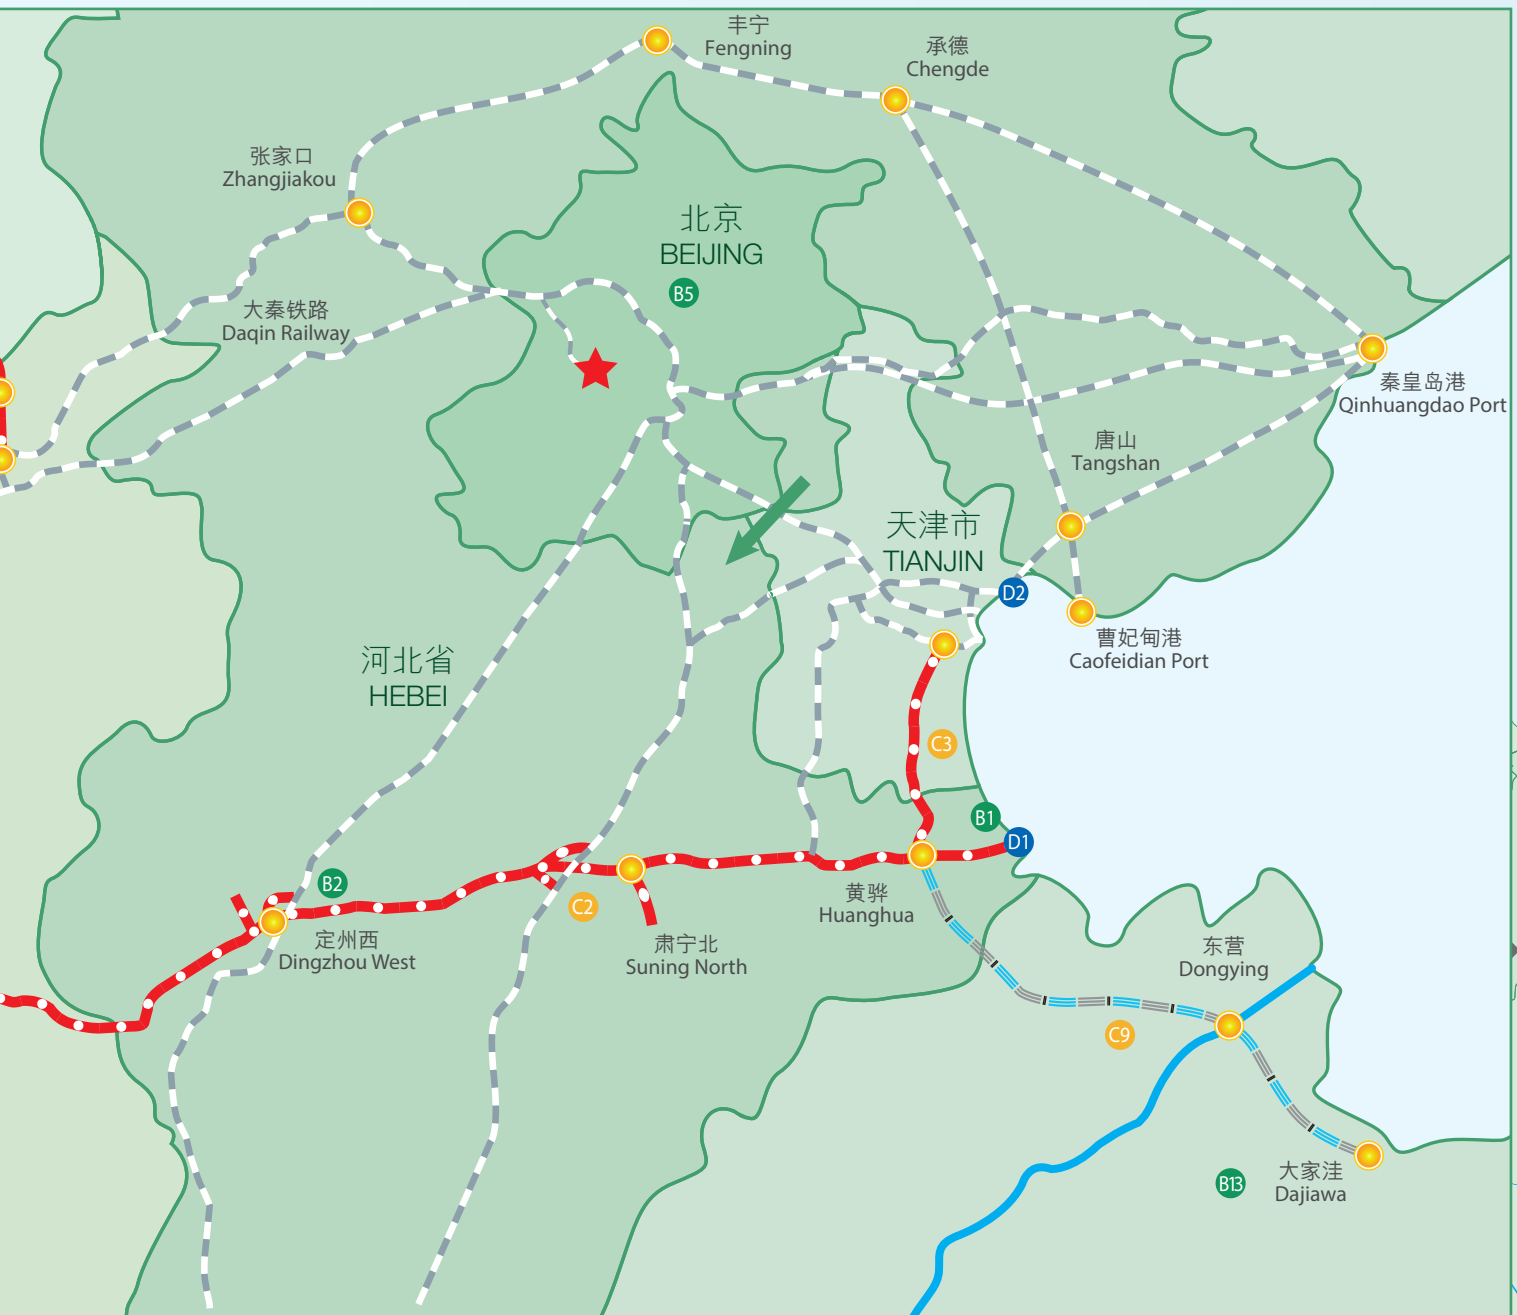 丰宁
Fengning
承德
Chengde
张家口
Zhangjiakou
北京
BEIJING
B5
大秦铁路
Daqin Railway
秦皇岛港
Qinhuangdao Port
唐山
Tangshan
天津市
TIANJIN
D2
曹妃甸港
Caofeidian Port
河北省
HEBEI
C3
B1
D1
B2
C2
黄骅
Huanghua
定州西
Dingzhou West
肃宁北
Suning North
东营
Dongying
C9
大家洼
Dajiawa
B13